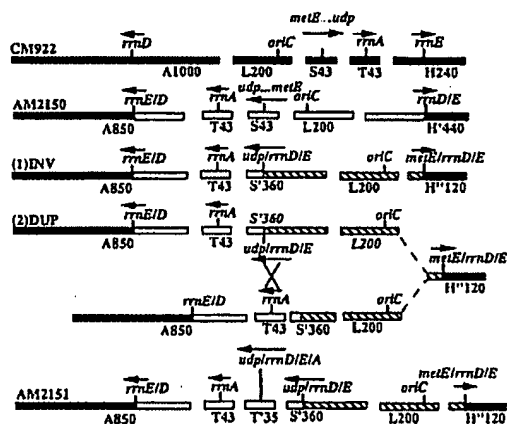 metE...udp
CM922 rrnD oriC rrnA rrnE
A1000 L200 S43 T43 H240
udp...metE
AM2150 rrnE/D rrnA oriC rrnD/E
A850 T43 S43 L200 H'440
(1)INV rrnE/D rrnA udp/rrnD/E oriC metE/rrnD/E
A850 T43 S'360 L200 H"120
(2)DUP rrnE/D rrnA S'360 oriC
A850 T43 udp/rrnD/E L200 metE/rrnD/E
H"120
rrnE/D rrnA oriC
A850 T43 S'360 L200
udp/rrnD/E/A
AM2151 rrnE/D rrnA udp/rrnD/E oriC metE/rrnD/E
A850 T43 T'35 S'360 L200 H"120